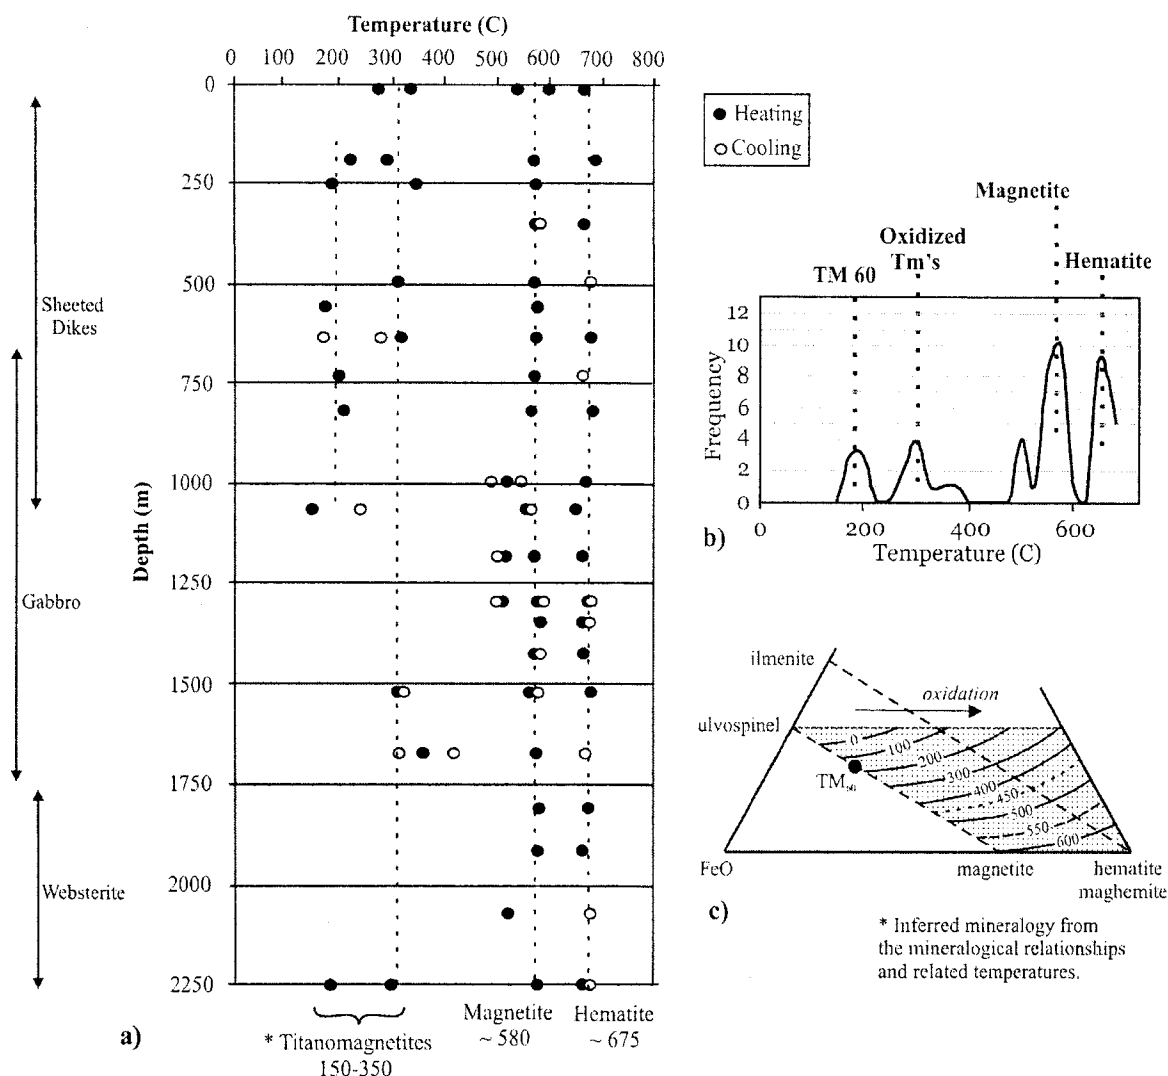 Temperature (C)
0 100 200 300 400 500 600 700 800
0
250
500
750
1000
1250
1500
1750
2000
2250
Depth (m)
Sheeted
Dikes
Gabbro
Websterite
a)
* Titanomagnetites
150-350
Magnetite
~ 580
Hematite
~ 675
Heating
Cooling
Magnetite
Oxidized
Tm's
TM 60
Hematite
12
10
8
6
4
2
0
Frequency
0 200 400 600
Temperature (C)
b)
ilmenite
oxidation
ulvospinel
0
100
200
300
400
450
500
550
600
TM₆₀
FeO
magnetite
hematite
maghemite
c)
* Inferred mineralogy from
the mineralogical relationships
and related temperatures.